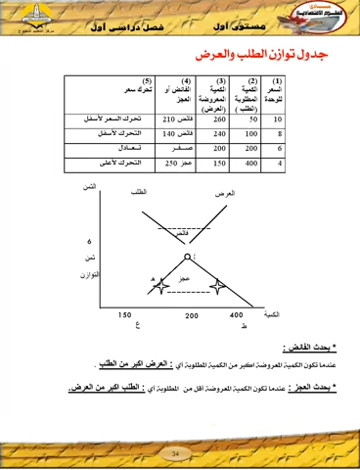 مستوى أول
فصل دراسى أول
جدول توازن الطلب والعرض
(1) (2) (3) (4) (5)
السعر الكمية الكمية الفائض أو تحرك سعر
للوحدة المطلوبة المعروضة العجز
(الطلب) (العرض)
10 50 260 فائض 210 تحرك السعر لأسفل
8 100 240 فائض 140 التحرك لأسفل
6 200 200 صفر تعادل
4 400 150 عجز 250 التحرك لأعلى
الثمن
الطلب
العرض
فائض
6
ثمن
التوازن
أ
هـ
عجز
150 200 400 الكمية
ع ط
* يحدث الفائض :
عندما تكون الكمية المعروضة اكبر من الكمية المطلوبة أي : العرض اكبر من الطلب .
* يحدث العجز : عندما تكون الكمية المعروضة أقل من المطلوبة أي : الطلب اكبر من العرض.
34